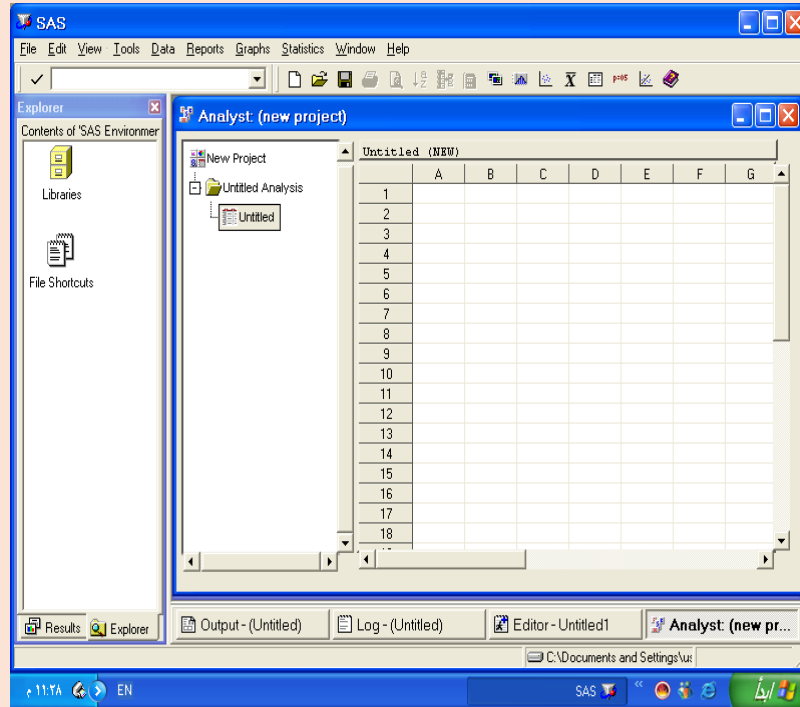 SAS
File Edit View Tools Data Reports Graphs Statistics Window Help
Explorer
Contents of 'SAS Environmer
Libraries
File Shortcuts
Analyst: (new project)
New Project
Untitled Analysis
Untitled
Untitled (NEW)
A B C D E F G
1
2
3
4
5
6
7
8
9
10
11
12
13
14
15
16
17
18
Results Explorer
Output - (Untitled) Log - (Untitled) Editor - Untitled1 Analyst: (new pr...
C:\Documents and Settings\u
م ١١:٢٨ EN SAS ابدأ